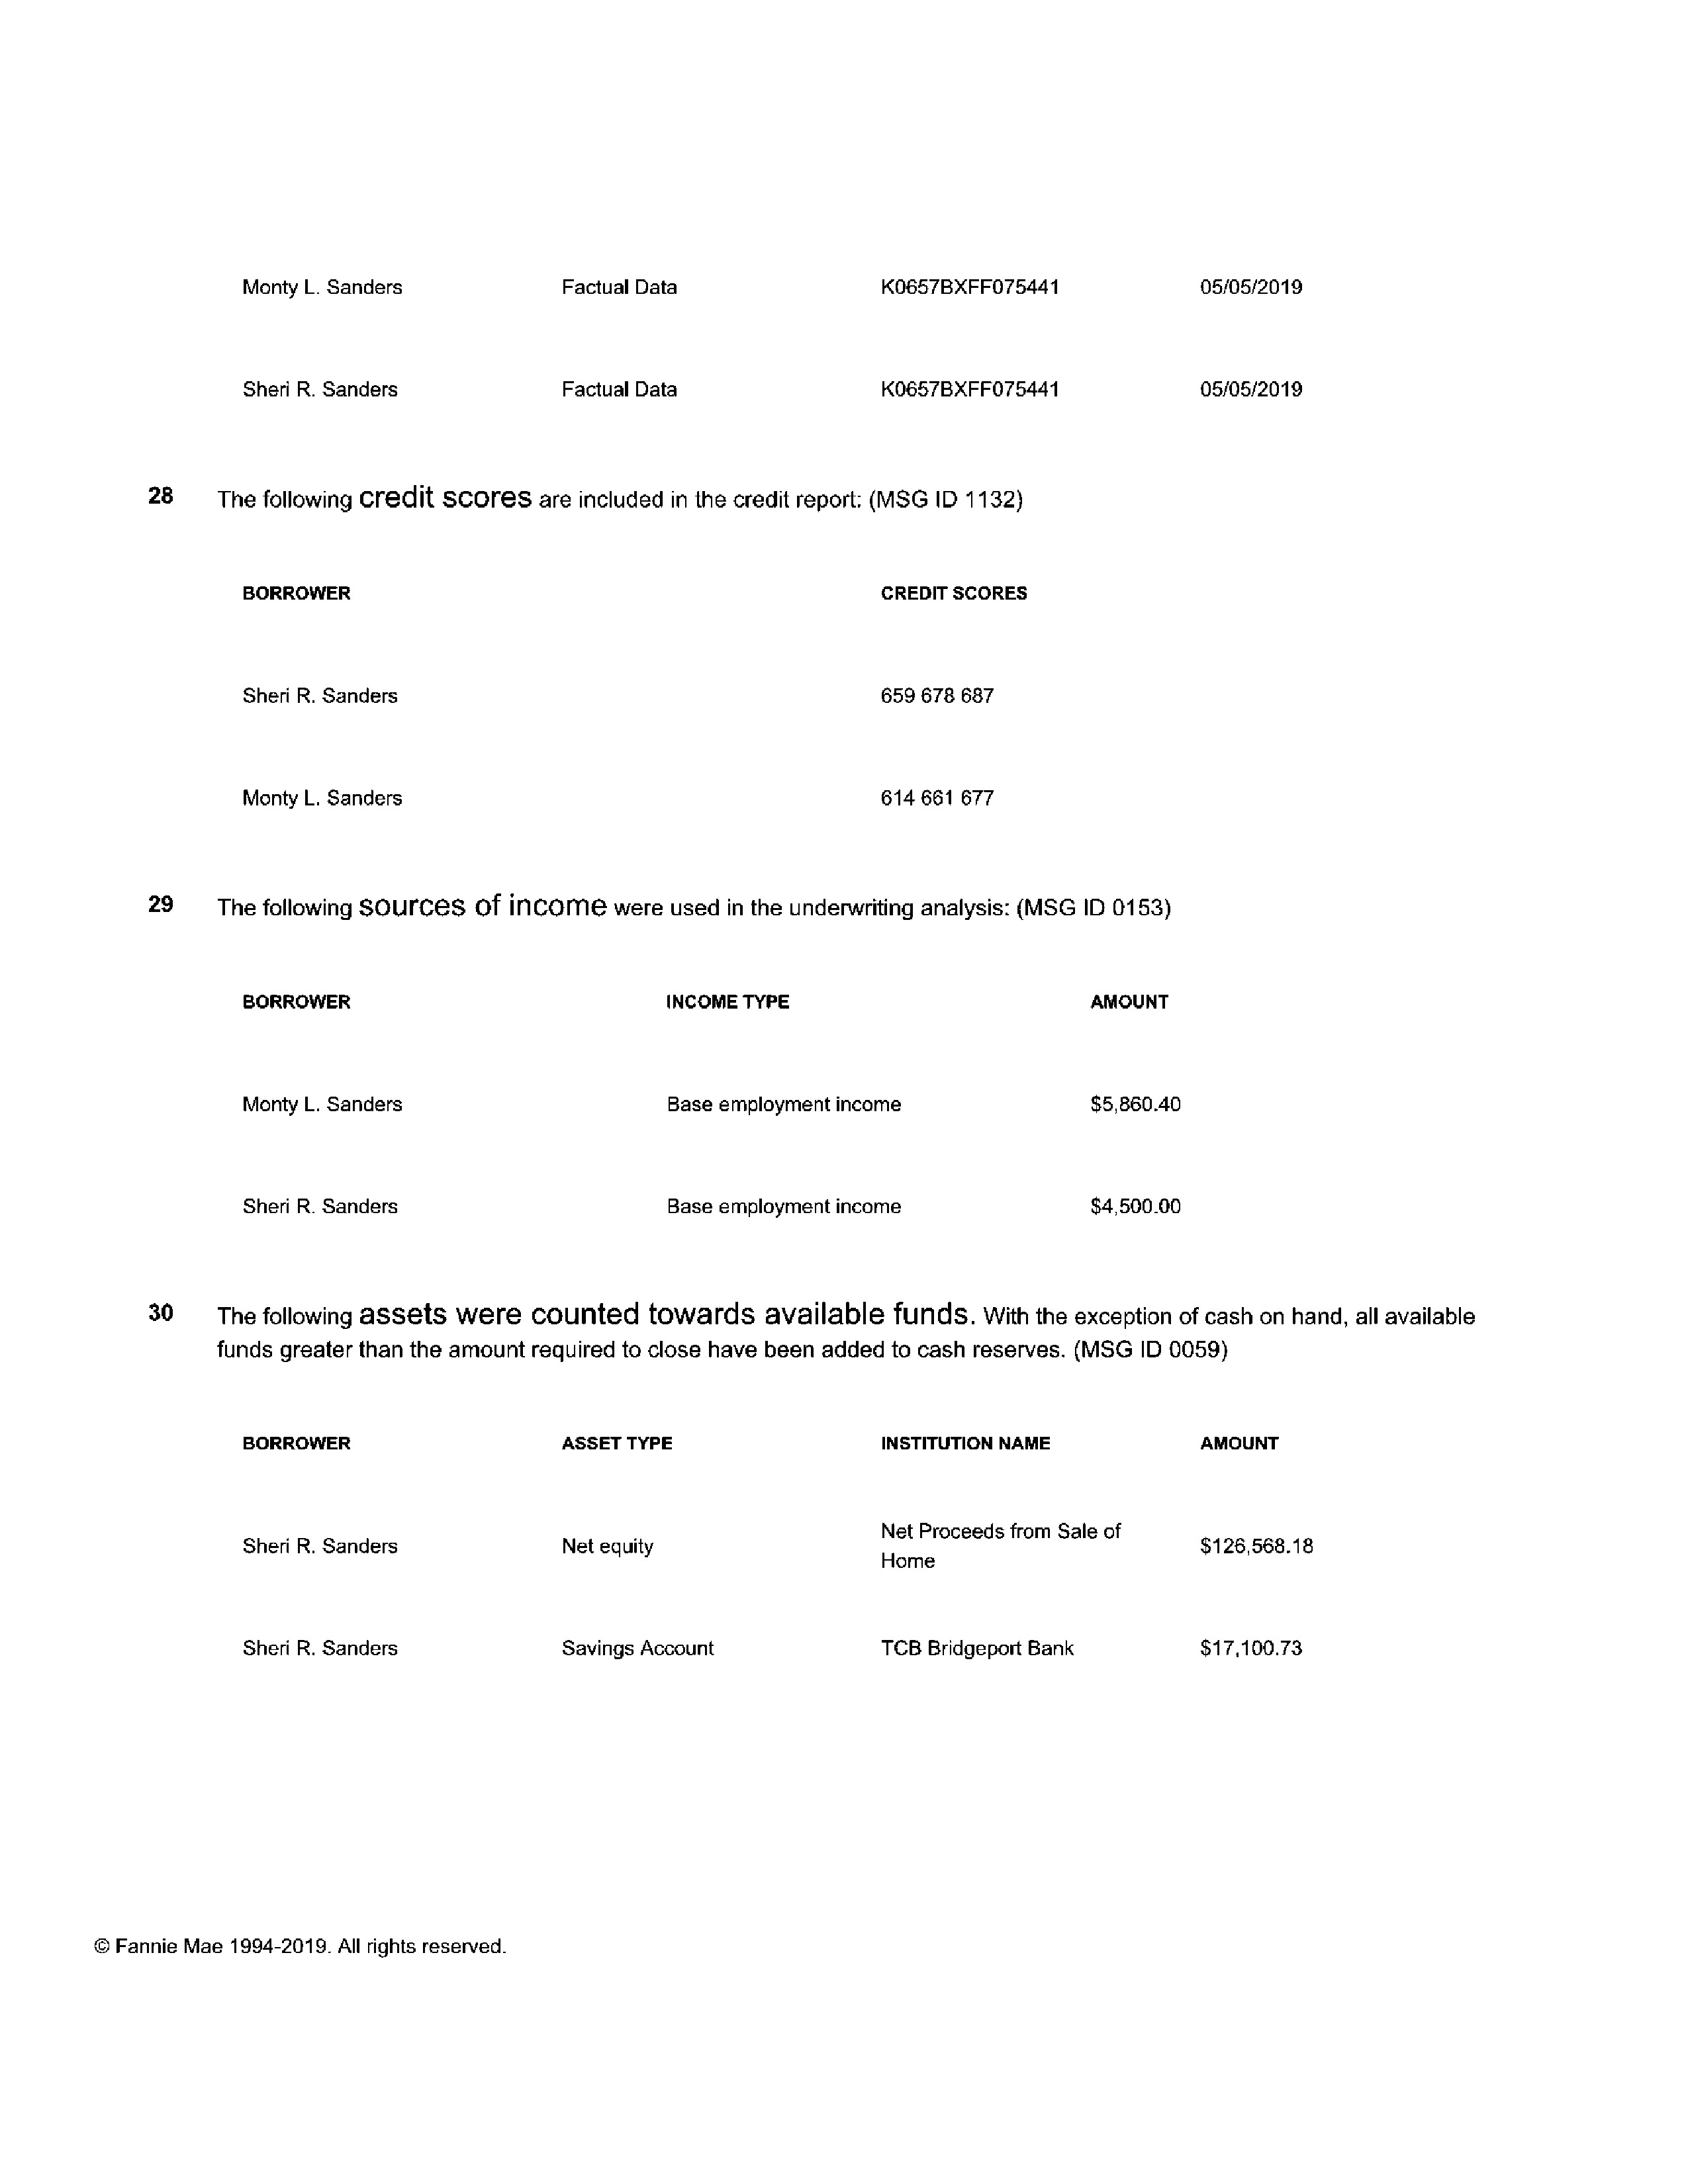 Monty L. Sanders Factual Data K0657BXFF075441 05/05/2019
Sheri R. Sanders Factual Data K0657BXFF075441 05/05/2019
28 The following credit scores are included in the credit report: (MSG ID 1132)
BORROWER CREDIT SCORES
Sheri R. Sanders 659 678 687
Monty L. Sanders 614 661 677
29 The following sources of income were used in the underwriting analysis: (MSG ID 0153)
BORROWER INCOME TYPE AMOUNT
Monty L. Sanders Base employment income $5,860.40
Sheri R. Sanders Base employment income $4,500.00
30 The following assets were counted towards available funds. With the exception of cash on hand, all available
funds greater than the amount required to close have been added to cash reserves. (MSG ID 0059)
BORROWER ASSET TYPE INSTITUTION NAME AMOUNT
Sheri R. Sanders Net equity Net Proceeds from Sale of
Home $126,568.18
Sheri R. Sanders Savings Account TCB Bridgeport Bank $17,100.73
© Fannie Mae 1994-2019. All rights reserved.